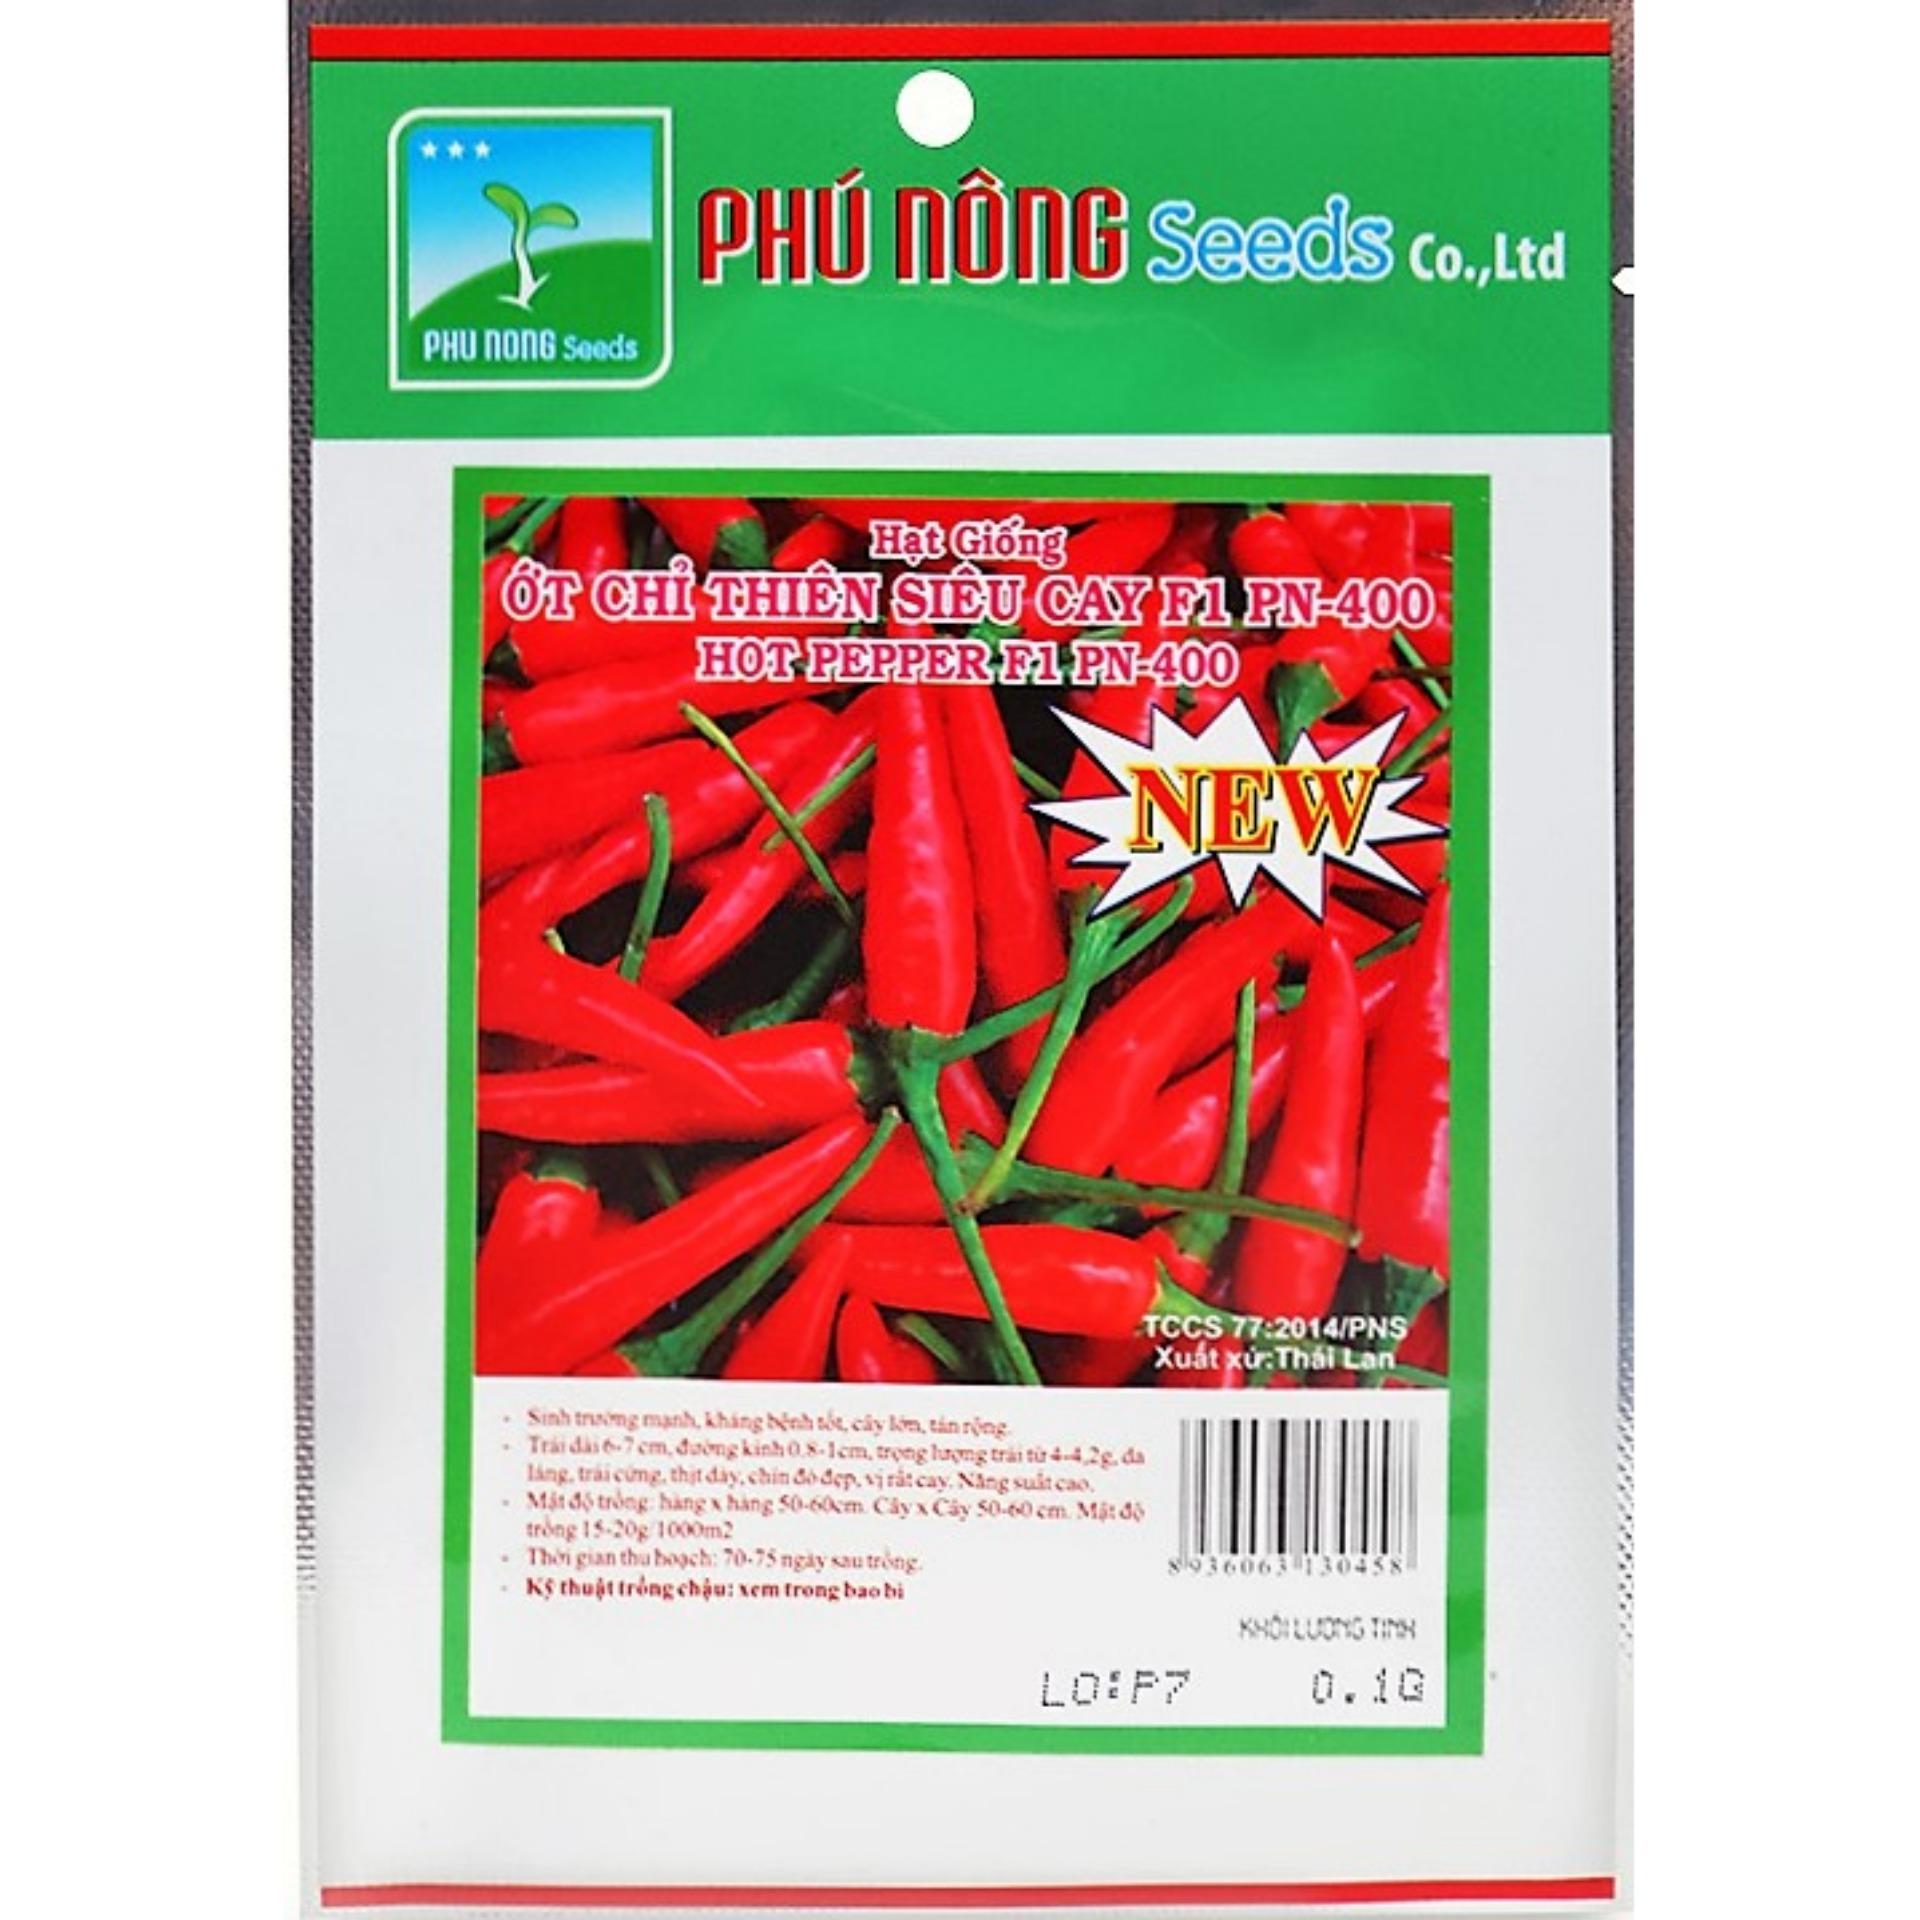 PHÚ NÔNG Seeds Co.,Ltd
PHU NONG Seeds
Hạt Giống
ỚT CHỈ THIÊN SIÊU CAY F1 PN-400
HOT PEPPER F1 PN-400
NEW
TCCS 77:2014/PNS
Xuất xứ:Thái Lan
- Sinh trưởng mạnh, kháng bệnh tốt, cây lớn, tán rộng.
- Trái dài 6-7 cm, đường kính 0.8-1cm, trọng lượng trái từ 4-4,2g, da
láng, trái cứng, thịt dày, chín đỏ đẹp, vị rất cay. Năng suất cao.
- Mật độ trồng: hàng x hàng 50-60cm. Cây x Cây 50-60 cm. Mật độ
trồng 15-20g/1000m2
- Thời gian thu hoạch: 70-75 ngày sau trồng.
- Kỹ thuật trồng chậu: xem trong bao bì
8 936063 130458
KHỐI LƯỢNG TỊNH
LO:P7 0.1G